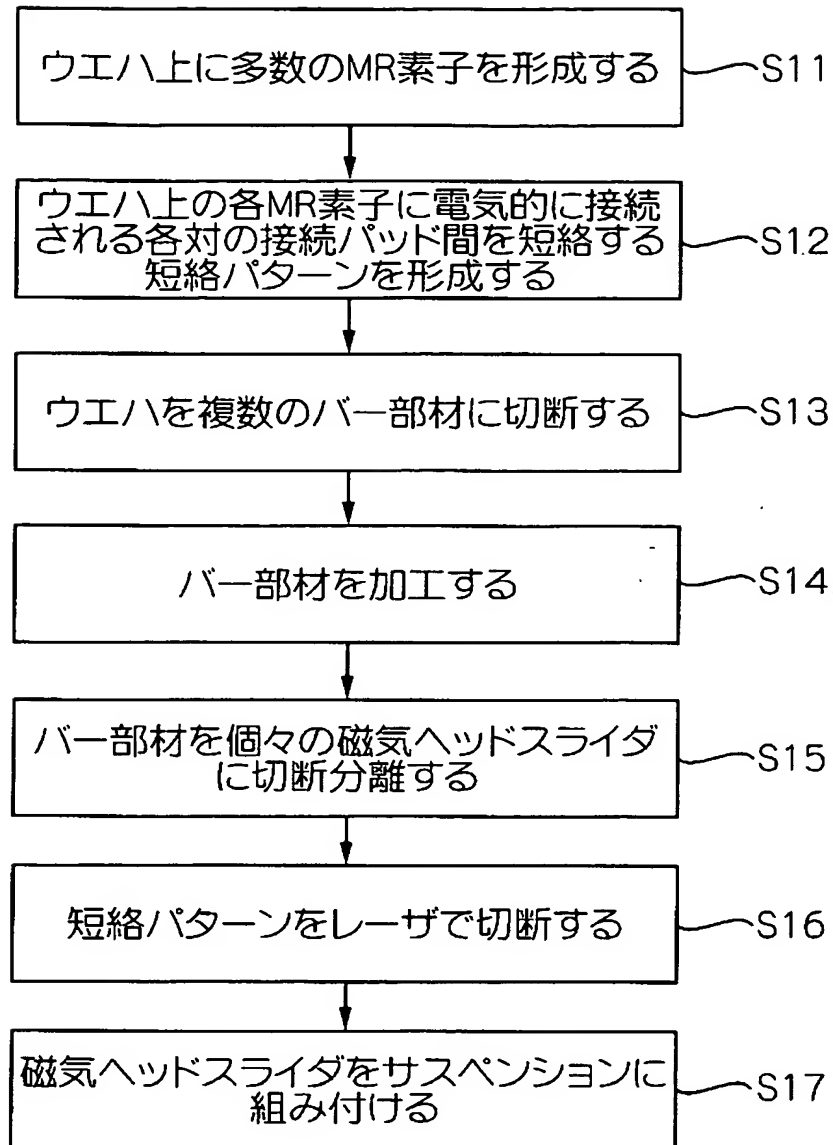 ウエハ上に多数のMR素子を形成する
S11
ウエハ上の各MR素子に電気的に接続
される各対の接続パッド間を短絡する
短絡パターンを形成する
S12
ウエハを複数のバー部材に切断する
S13
バー部材を加工する
S14
バー部材を個々の磁気ヘッドスライダ
に切断分離する
S15
短絡パターンをレーザで切断する
S16
磁気ヘッドスライダをサスペンションに
組み付ける
S17